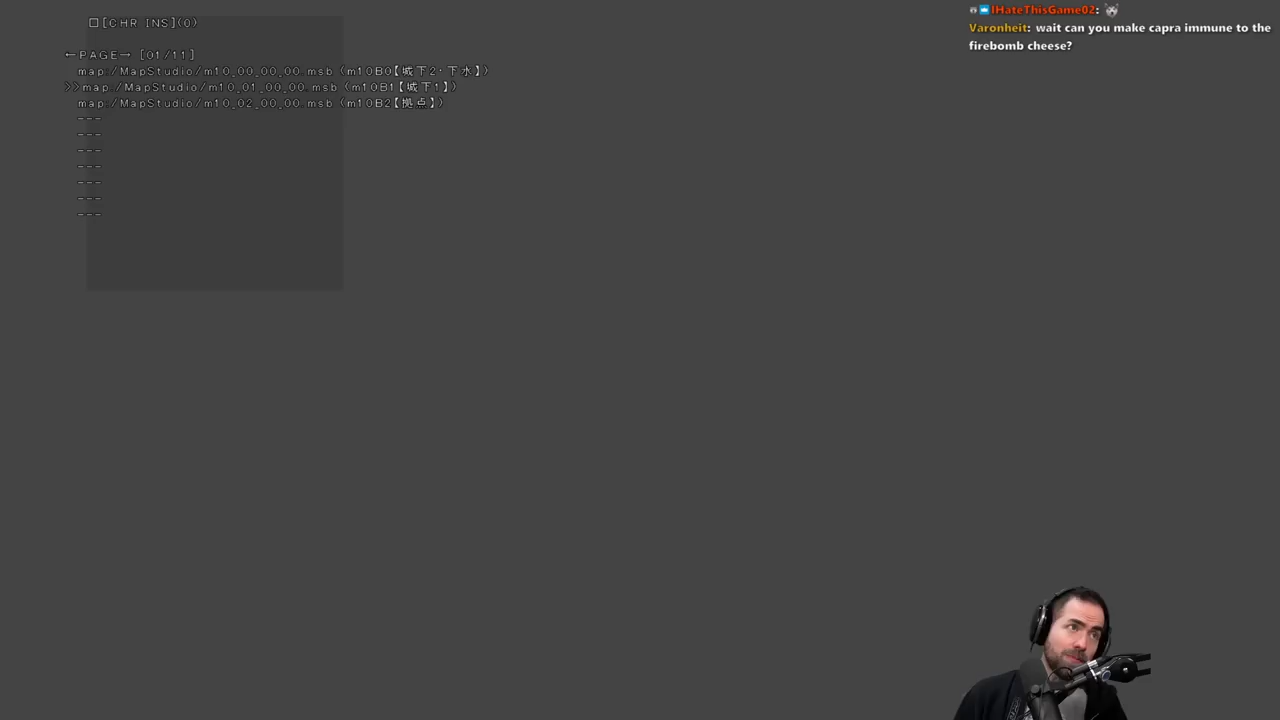 □[CHR INS](0)
←PAGE→ [01/11]
map:/MapStudio/m10_00_00_00.msb (m10B0【城下2・下水】)
>>map:/MapStudio/m10_01_00_00.msb (m10B1【城下1】)
map:/MapStudio/m10_02_00_00.msb (m10B2【拠点】)
---
---
---
---
---
---
---
IHateThisGame02:
Varonheit: wait can you make capra immune to the
firebomb cheese?